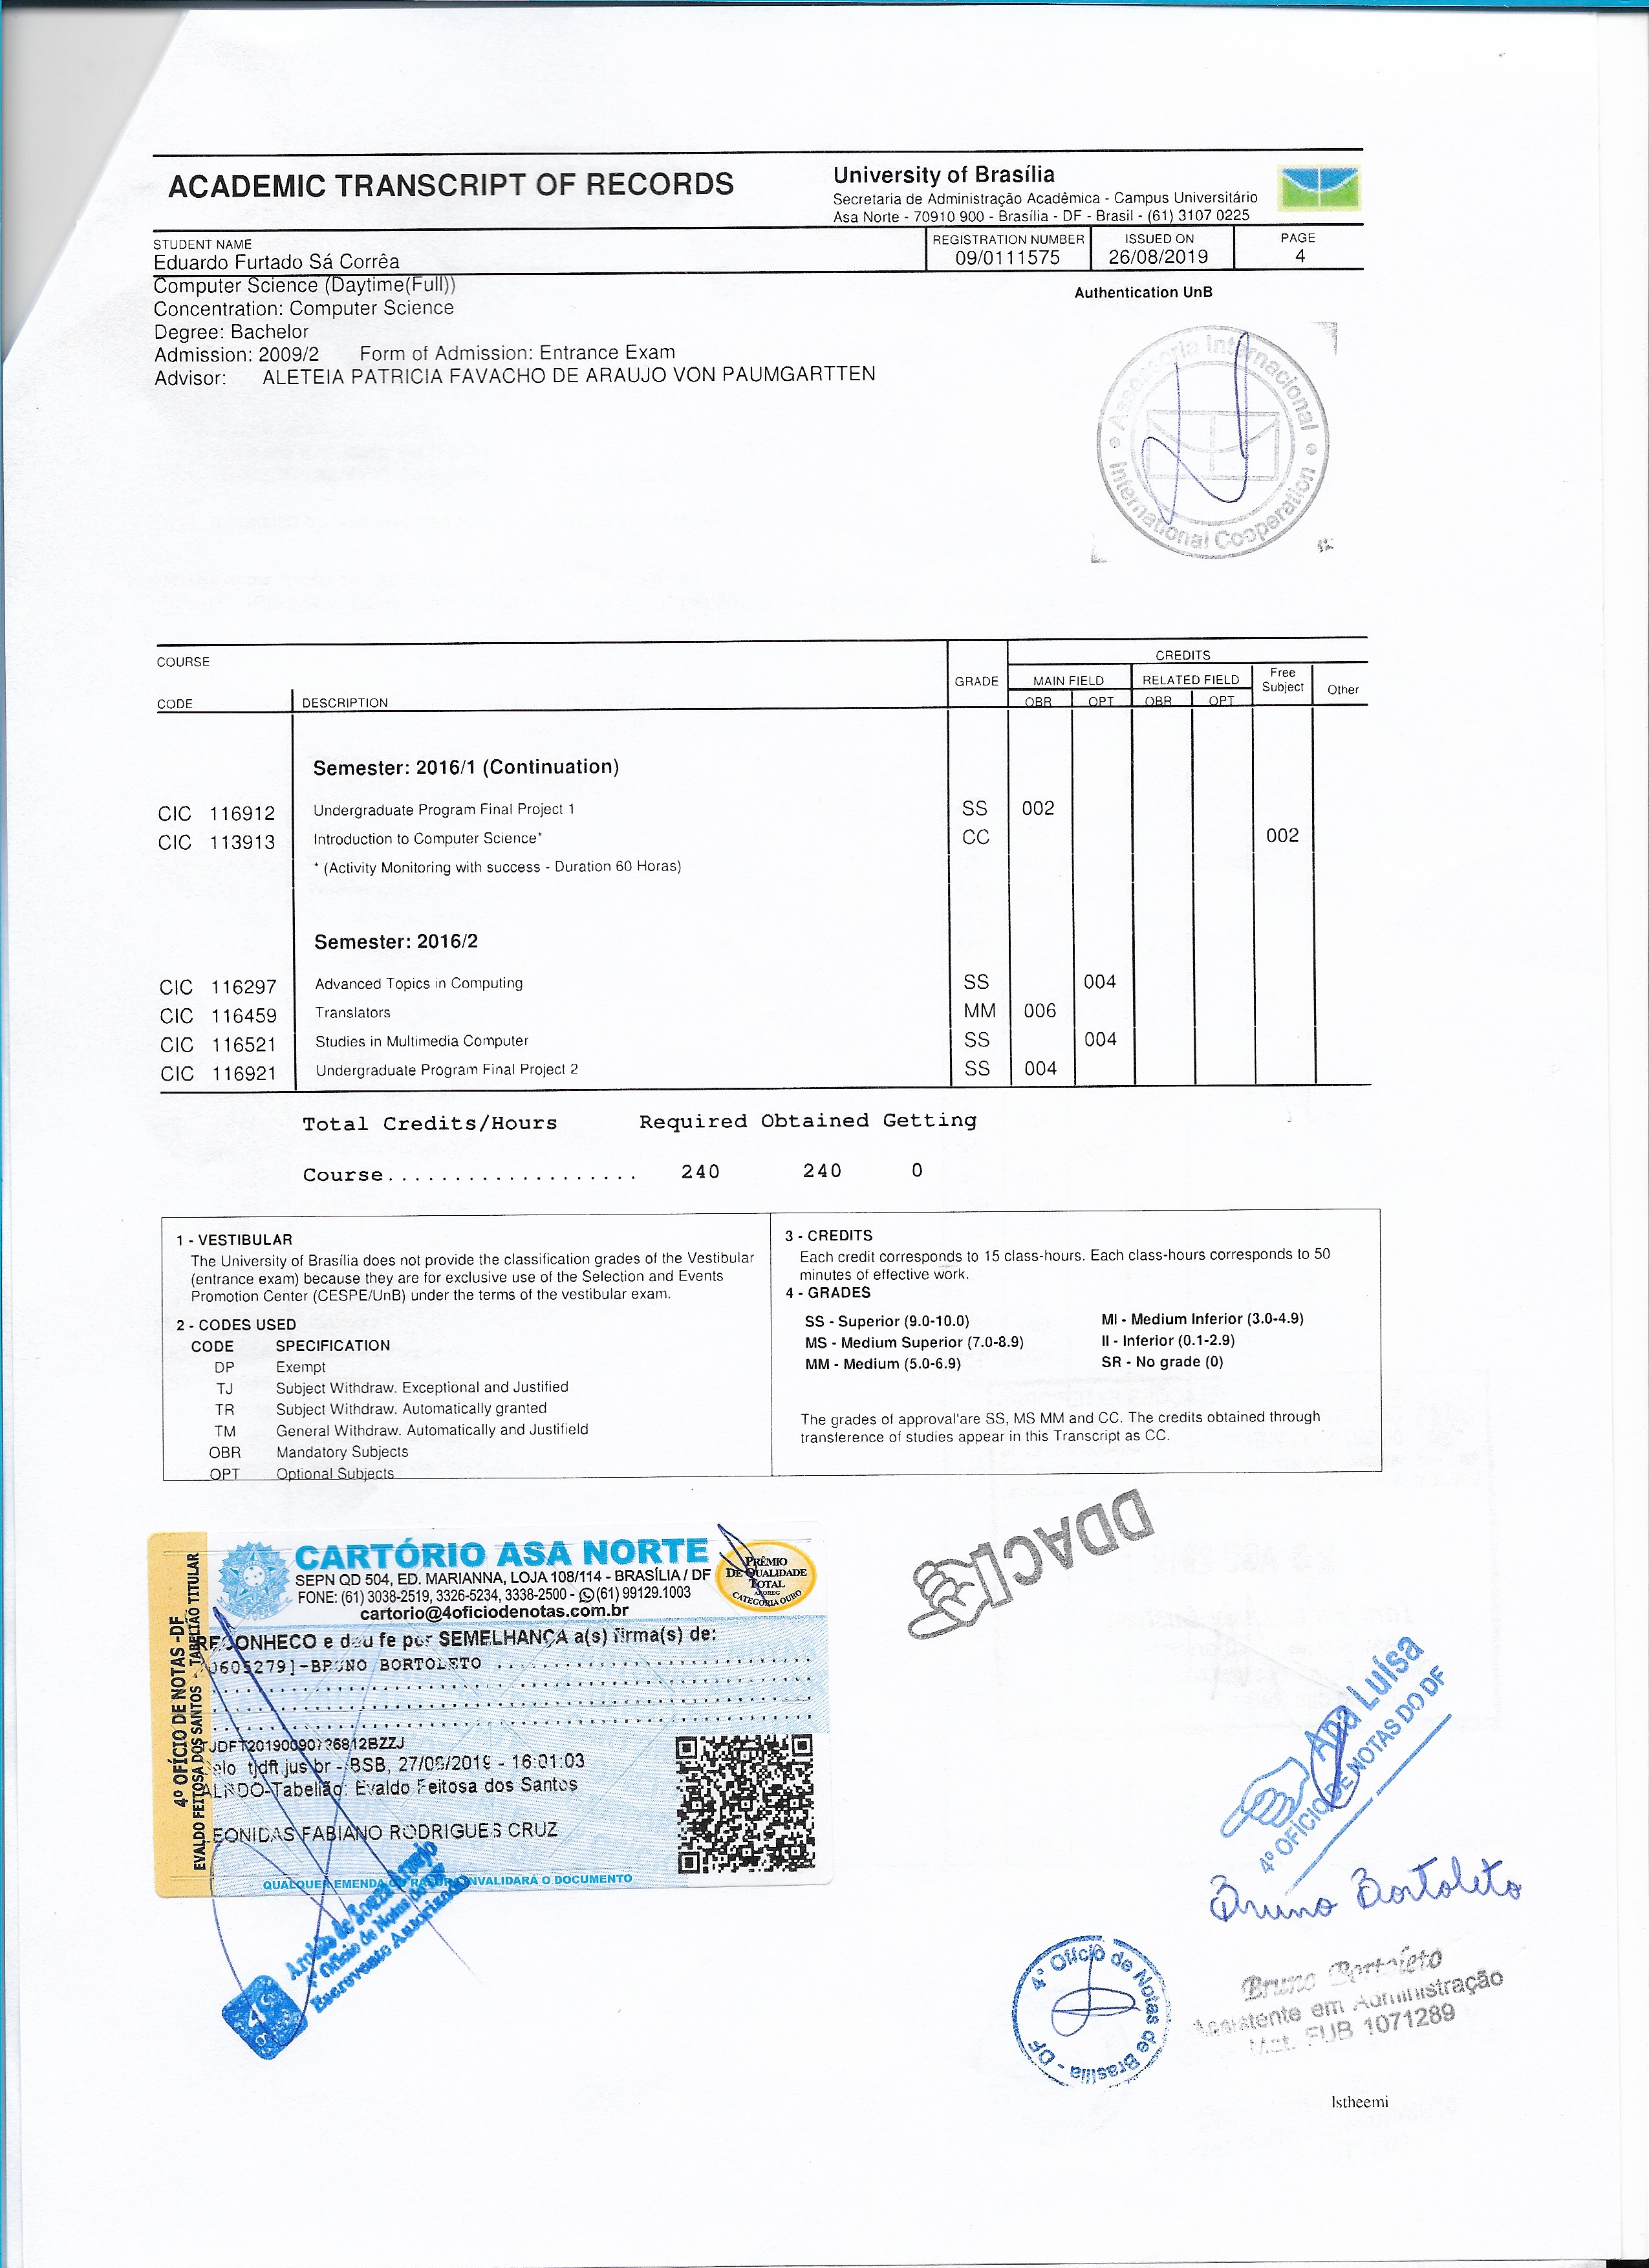 ACADEMIC TRANSCRIPT OF RECORDS
University of Brasília
Secretaria de Administração Acadêmica - Campus Universitário
Asa Norte - 70910 900 - Brasília - DF - Brasil - (61) 3107 0225
STUDENT NAME
Eduardo Furtado Sá Corrêa
REGISTRATION NUMBER
09/0111575
ISSUED ON
26/08/2019
PAGE
4
Computer Science (Daytime(Full))
Concentration: Computer Science
Degree: Bachelor
Admission: 2009/2 Form of Admission: Entrance Exam
Advisor: ALETEIA PATRICIA FAVACHO DE ARAUJO VON PAUMGARTTEN
Authentication UnB
Assessoria Internacional
International Cooperation
COURSE
CODE DESCRIPTION
GRADE
CREDITS
MAIN FIELD RELATED FIELD Free Subject Other
OBR OPT OBR OPT
Semester: 2016/1 (Continuation)
CIC 116912 Undergraduate Program Final Project 1 SS 002
CIC 113913 Introduction to Computer Science* CC 002
* (Activity Monitoring with success - Duration 60 Horas)
Semester: 2016/2
CIC 116297 Advanced Topics in Computing SS 004
CIC 116459 Translators MM 006
CIC 116521 Studies in Multimedia Computer SS 004
CIC 116921 Undergraduate Program Final Project 2 SS 004
Total Credits/Hours Required Obtained Getting
Course................... 240 240 0
1 - VESTIBULAR
The University of Brasília does not provide the classification grades of the Vestibular
(entrance exam) because they are for exclusive use of the Selection and Events
Promotion Center (CESPE/UnB) under the terms of the vestibular exam.
2 - CODES USED
CODE SPECIFICATION
DP Exempt
TJ Subject Withdraw. Exceptional and Justified
TR Subject Withdraw. Automatically granted
TM General Withdraw. Automatically and Justifield
OBR Mandatory Subjects
OPT Optional Subjects
3 - CREDITS
Each credit corresponds to 15 class-hours. Each class-hours corresponds to 50
minutes of effective work.
4 - GRADES
SS - Superior (9.0-10.0) MI - Medium Inferior (3.0-4.9)
MS - Medium Superior (7.0-8.9) II - Inferior (0.1-2.9)
MM - Medium (5.0-6.9) SR - No grade (0)
The grades of approval'are SS, MS MM and CC. The credits obtained through
transference of studies appear in this Transcript as CC.
DDACI
4º OFÍCIO DE NOTAS -DF
EVALDO FEITOSA DOS SANTOS - TABELIÃO TITULAR
CARTÓRIO ASA NORTE
SEPN QD 504, ED. MARIANNA, LOJA 108/114 - BRASÍLIA / DF
FONE: (61) 3038-2519, 3326-5234, 3338-2500 - (61) 99129.1003
cartorio@4oficiodenotas.com.br
PRÊMIO
DE QUALIDADE
TOTAL
ANOREG
CATEGORIA OURO
RECONHECO e dou fe por SEMELHANCA a(s) firma(s) de:
-BRUNO BORTOLETO
BSB, 27/08/2019 - 16:01:03
Tabelião: Evaldo Feitosa dos Santos
LEONIDAS FABIANO RODRIGUES CRUZ
QUALQUER EMENDA OU RASURA INVALIDARÁ O DOCUMENTO
de Souza Araujo
4º Ofício de Notas do DF
Escrevente Autorizado
Ana Luísa
4º OFÍCIO DE NOTAS DO DF
Bruno Bortoleto
4º Ofício de Notas de Brasília - DF
Bruno Bortoleto
Assistente em Administração
Mat. FUB 1071289
Istheemi